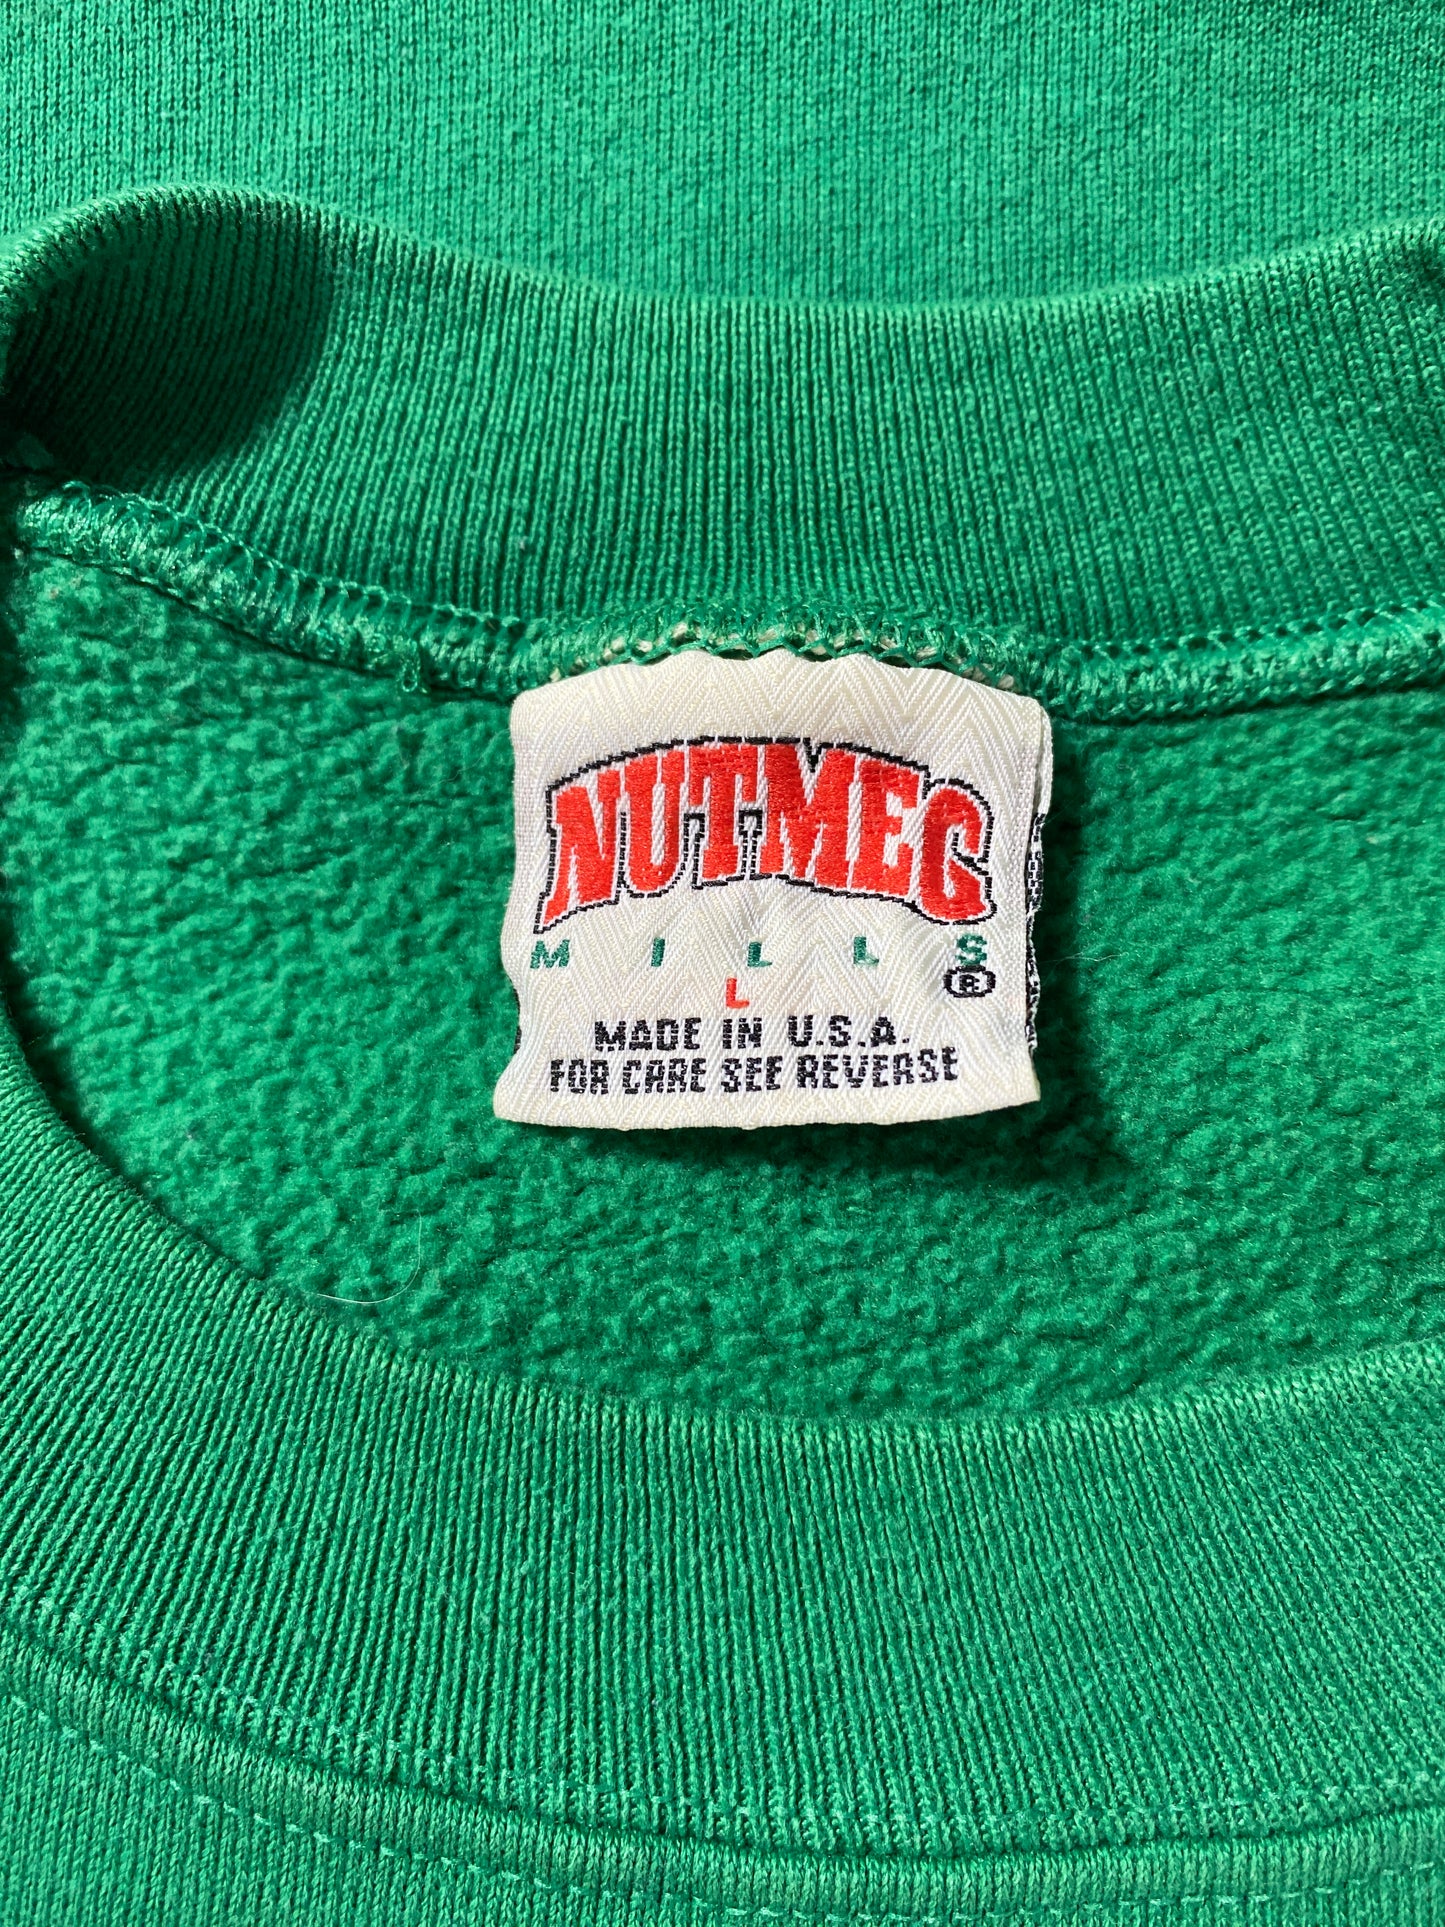 NUTMEG
MILLS
®
L
MADE IN U.S.A.
FOR CARE SEE REVERSE